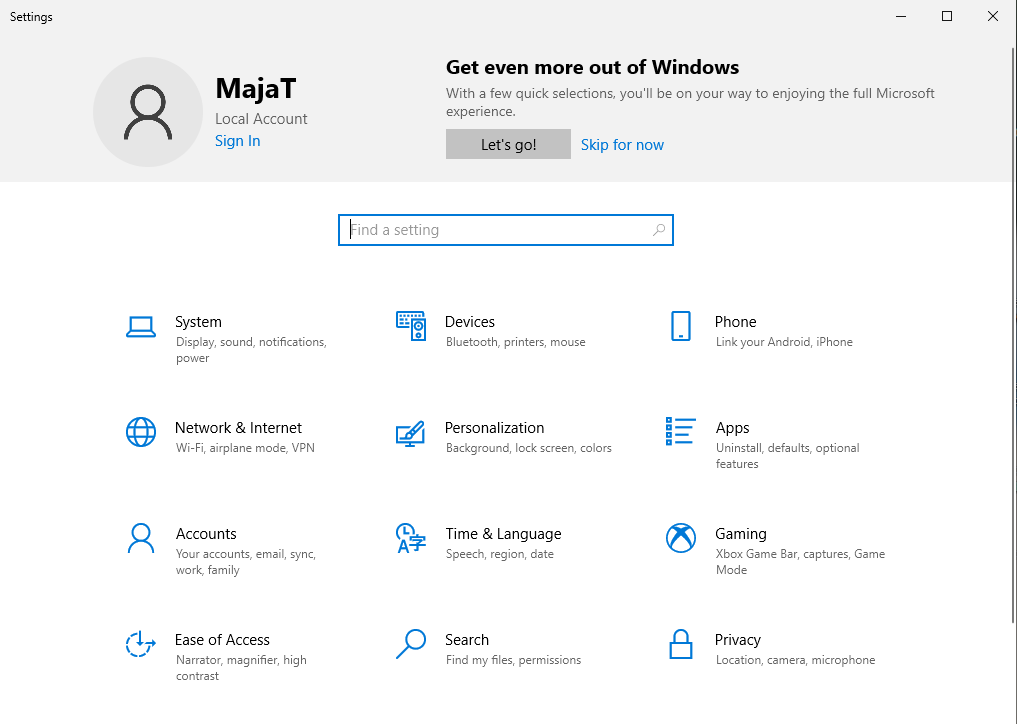 Settings
MajaT
Local Account
Sign In
Get even more out of Windows
With a few quick selections, you'll be on your way to enjoying the full Microsoft
experience.
Let's go!
Skip for now
Find a setting
System
Display, sound, notifications,
power
Devices
Bluetooth, printers, mouse
Phone
Link your Android, iPhone
Network & Internet
Wi-Fi, airplane mode, VPN
Personalization
Background, lock screen, colors
Apps
Uninstall, defaults, optional
features
Accounts
Your accounts, email, sync,
work, family
Time & Language
Speech, region, date
Gaming
Xbox Game Bar, captures, Game
Mode
Ease of Access
Narrator, magnifier, high
contrast
Search
Find my files, permissions
Privacy
Location, camera, microphone